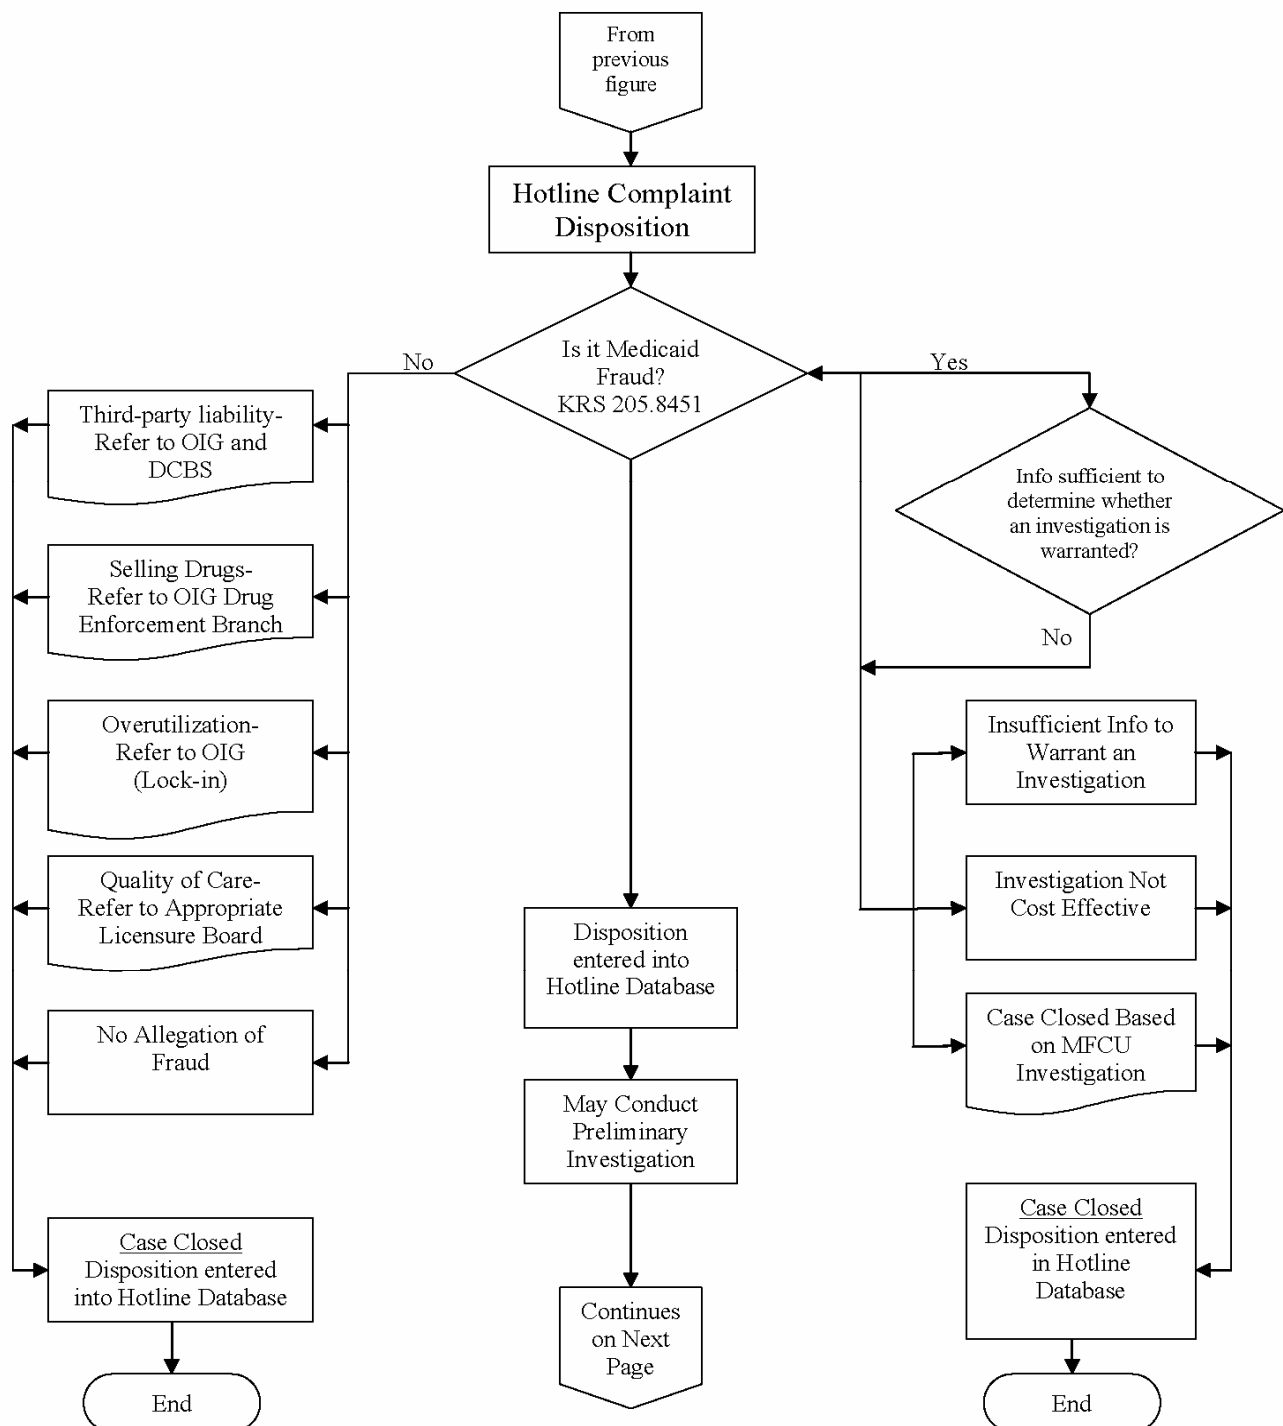 From
previous
figure
Hotline Complaint
Disposition
Is it Medicaid
Fraud?
KRS 205.8451
No
Yes
Third-party liability-
Refer to OIG and
DCBS
Info sufficient to
determine whether
an investigation is
warranted?
Selling Drugs-
Refer to OIG Drug
Enforcement Branch
No
Overutilization-
Refer to OIG
(Lock-in)
Insufficient Info to
Warrant an
Investigation
Quality of Care-
Refer to Appropriate
Licensure Board
Investigation Not
Cost Effective
Disposition
entered into
Hotline Database
No Allegation of
Fraud
Case Closed Based
on MFCU
Investigation
May Conduct
Preliminary
Investigation
Case Closed
Disposition entered
into Hotline Database
Case Closed
Disposition entered
in Hotline
Database
Continues
on Next
Page
End
End